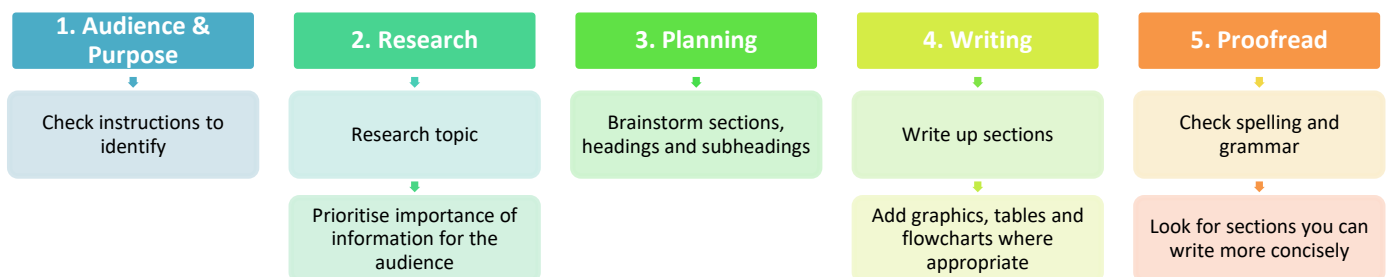 1. Audience &
Purpose
Check instructions to
identify
2. Research
Research topic
Prioritise importance of
information for the
audience
3. Planning
Brainstorm sections,
headings and subheadings
4. Writing
Write up sections
Add graphics, tables and
flowcharts where
appropriate
5. Proofread
Check spelling and
grammar
Look for sections you can
write more concisely